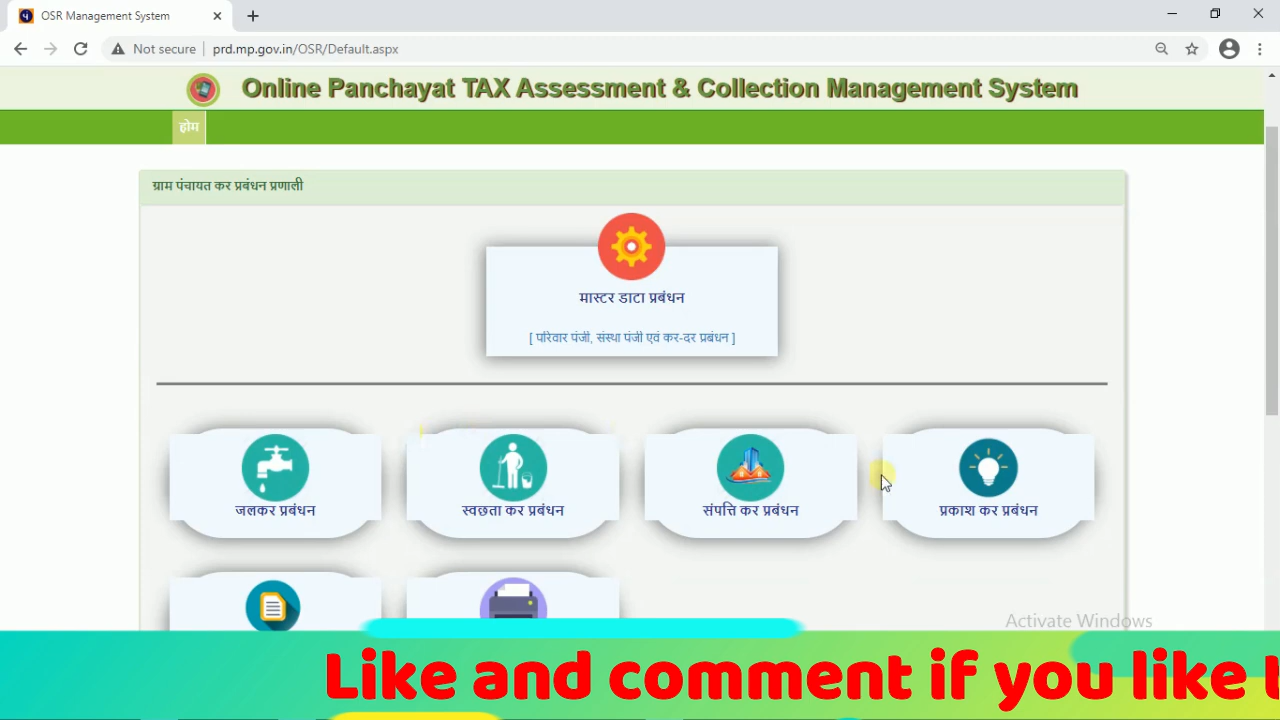 OSR Management System
Not secure
prd.mp.gov.in/OSR/Default.aspx
Online Panchayat TAX Assessment & Collection Management System
होम
ग्राम पंचायत कर प्रबंधन प्रणाली
मास्टर डाटा प्रबंधन
[ परिवार पंजी, संस्था पंजी एवं कर-दर प्रबंधन ]
जलकर प्रबंधन
स्वछता कर प्रबंधन
संपत्ति कर प्रबंधन
प्रकाश कर प्रबंधन
Activate Windows
Like and comment if you like